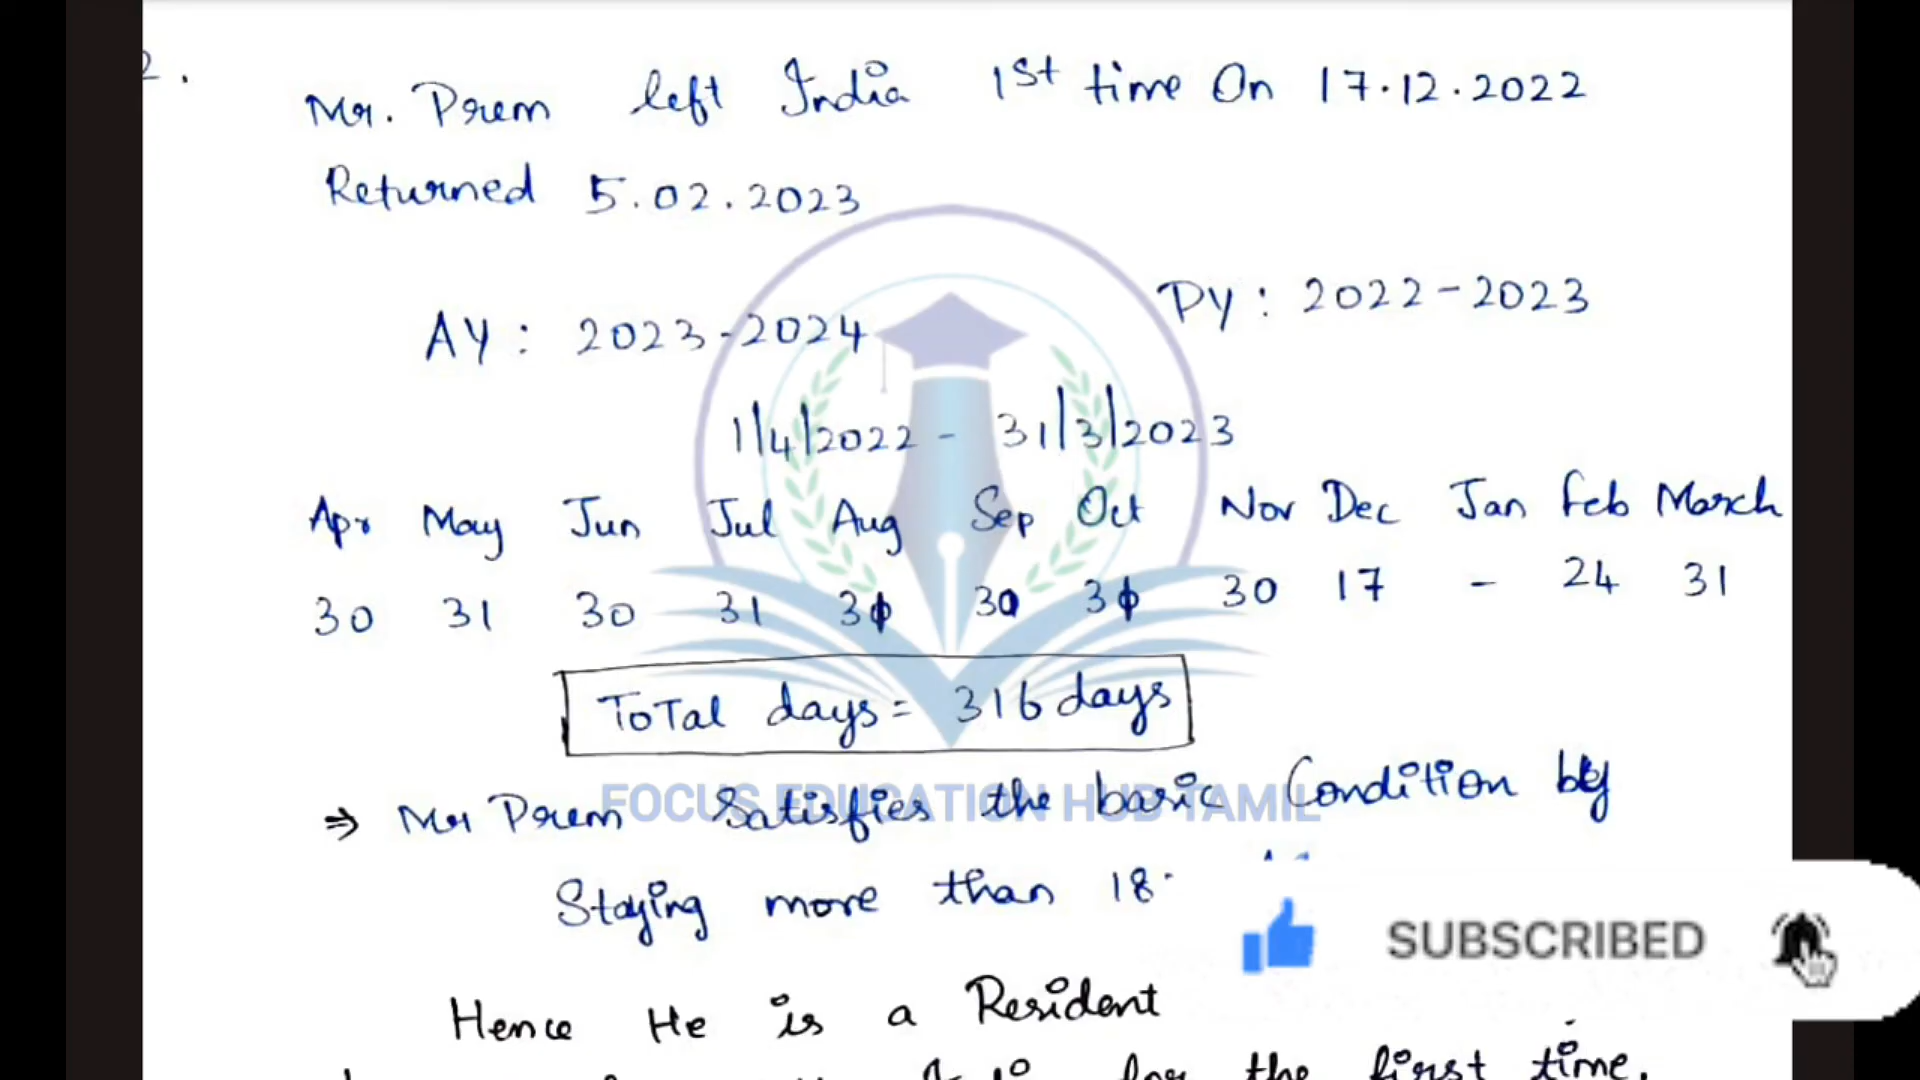 2.
Mr. Prem left India 1st time On 17.12.2022
Returned 5.02.2023
PY : 2022-2023
AY : 2023-2024
1/4/2022 - 31/3/2023
Apr May Jun Jul Aug Sep Oct Nov Dec Jan Feb March
30 31 30 31 31 30 31 30 17 - 24 31
Total days = 316 days
FOCUS EDUCATION HUB TAMIL
⇒ Mr Prem Satisfies the basic Condition by
Staying more than 18
SUBSCRIBED
Hence He is a Resident
for the first time.